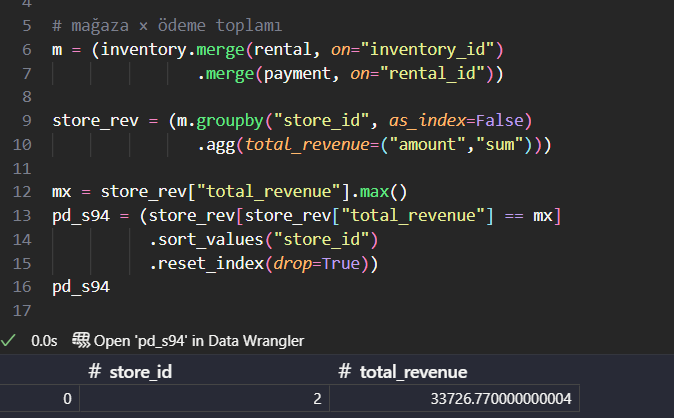 5 # mağaza × ödeme toplamı
6 m = (inventory.merge(rental, on="inventory_id")
7 .merge(payment, on="rental_id"))
8
9 store_rev = (m.groupby("store_id", as_index=False)
10 .agg(total_revenue=("amount","sum")))
11
12 mx = store_rev["total_revenue"].max()
13 pd_s94 = (store_rev[store_rev["total_revenue"] == mx]
14 .sort_values("store_id")
15 .reset_index(drop=True))
16 pd_s94
17
0.0s Open 'pd_s94' in Data Wrangler
# store_id # total_revenue
0 2 33726.770000000004